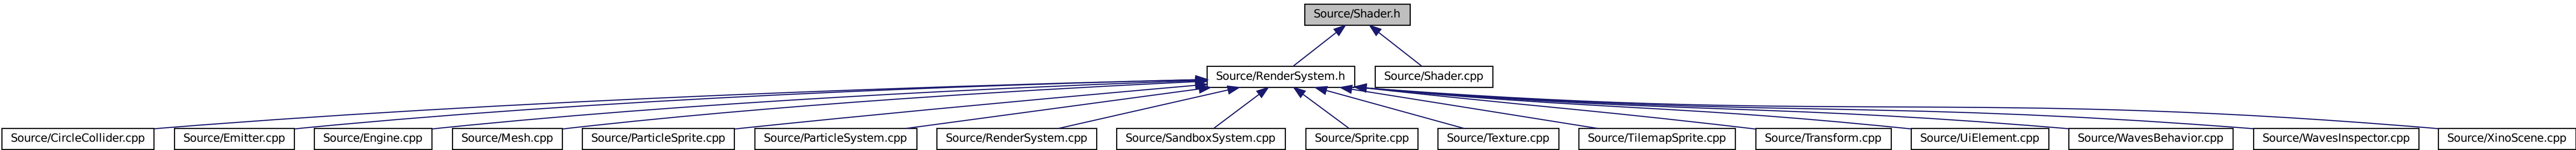 Source/Shader.h
Source/RenderSystem.h
Source/Shader.cpp
Source/CircleCollider.cpp
Source/Emitter.cpp
Source/Engine.cpp
Source/Mesh.cpp
Source/ParticleSprite.cpp
Source/ParticleSystem.cpp
Source/RenderSystem.cpp
Source/SandboxSystem.cpp
Source/Sprite.cpp
Source/Texture.cpp
Source/TilemapSprite.cpp
Source/Transform.cpp
Source/UiElement.cpp
Source/WavesBehavior.cpp
Source/WavesInspector.cpp
Source/XinoScene.cpp